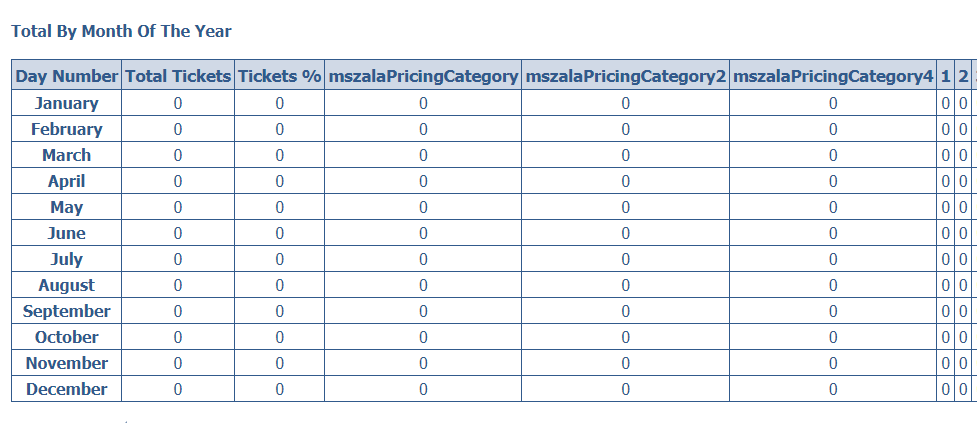 Total By Month Of The Year
Day Number Total Tickets Tickets % mszalaPricingCategory mszalaPricingCategory2 mszalaPricingCategory4 1 2
January 0 0 0 0 0 0 0
February 0 0 0 0 0 0 0
March 0 0 0 0 0 0 0
April 0 0 0 0 0 0 0
May 0 0 0 0 0 0 0
June 0 0 0 0 0 0 0
July 0 0 0 0 0 0 0
August 0 0 0 0 0 0 0
September 0 0 0 0 0 0 0
October 0 0 0 0 0 0 0
November 0 0 0 0 0 0 0
December 0 0 0 0 0 0 0